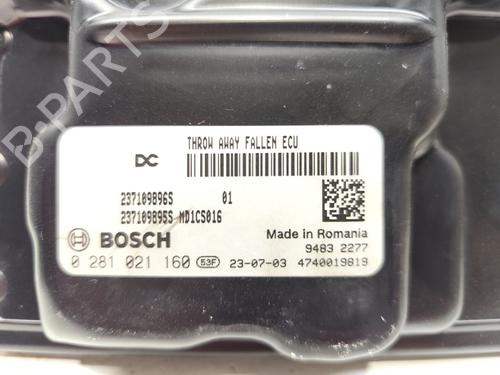 B-PARTS
DC
THROW AWAY FALLEN ECU
237109896S 01
237109895S MD1CS016
BOSCH
Made in Romania
9483 2277
0 281 021 160 53F 23-07-03 4740019819